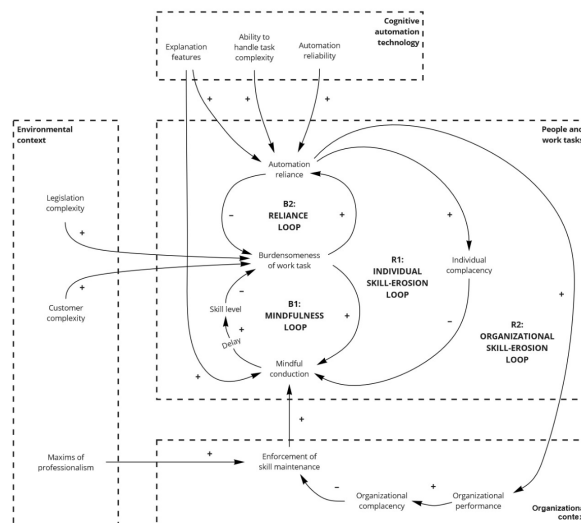 Cognitive
automation
technology
Explanation
features
Ability to
handle task
complexity
Automation
reliability
+
+
+
Environmental
context
People and
work tasks
Automation
reliance
Legislation
complexity
+
–
B2:
RELIANCE
LOOP
+
+
R1:
INDIVIDUAL
SKILL-EROSION
LOOP
Individual
complacency
Burdensomeness
of work task
+
Customer
complexity
–
Skill level
+
Delay
B1:
MINDFULNESS
LOOP
+
–
+
R2:
ORGANIZATIONAL
SKILL-EROSION
LOOP
Mindful
conduction
+
+
Maxims of
professionalism
+
Enforcement of
skill maintenance
–
Organizational
complacency
+
Organizational
performance
Organizationa
contex